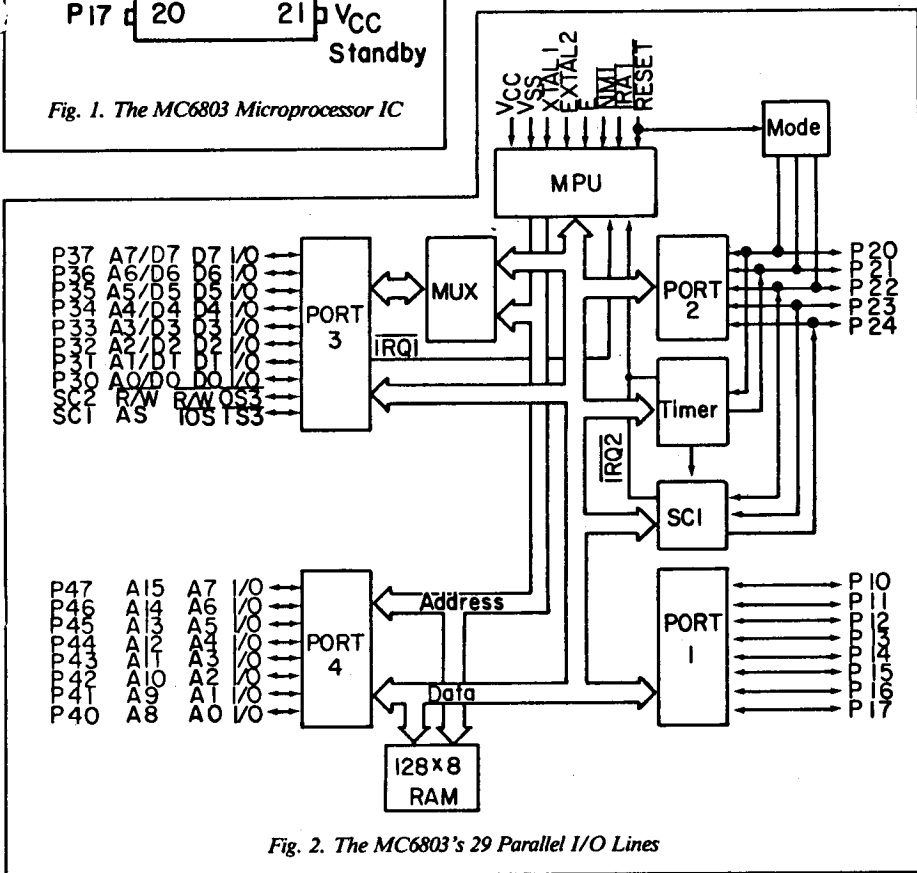 P17 20 21 VCC
Standby
Fig. 1. The MC6803 Microprocessor IC
VCC
VSS
XTAL1
EXTAL2
E
NMI
IRA1
RESET
Mode
MPU
P37 A7/D7 D7 I/O
P36 A6/D6 D6 I/O
P35 A5/D5 D5 I/O
P34 A4/D4 D4 I/O
P33 A3/D3 D3 I/O
P32 A2/D2 D2 I/O
P31 A1/D1 D1 I/O
P30 A0/D0 D0 I/O
SC2 R/W R/W OS3
SC1 AS IOS IS3
PORT
3
MUX
IRQ1
PORT
2
P20
P21
P22
P23
P24
Timer
IRQ2
SCI
P47 A15 A7 I/O
P46 A14 A6 I/O
P45 A13 A5 I/O
P44 A12 A4 I/O
P43 A11 A3 I/O
P42 A10 A2 I/O
P41 A9 A1 I/O
P40 A8 A0 I/O
PORT
4
Address
Data
PORT
1
P10
P11
P12
P13
P14
P15
P16
P17
128×8
RAM
Fig. 2. The MC6803's 29 Parallel I/O Lines